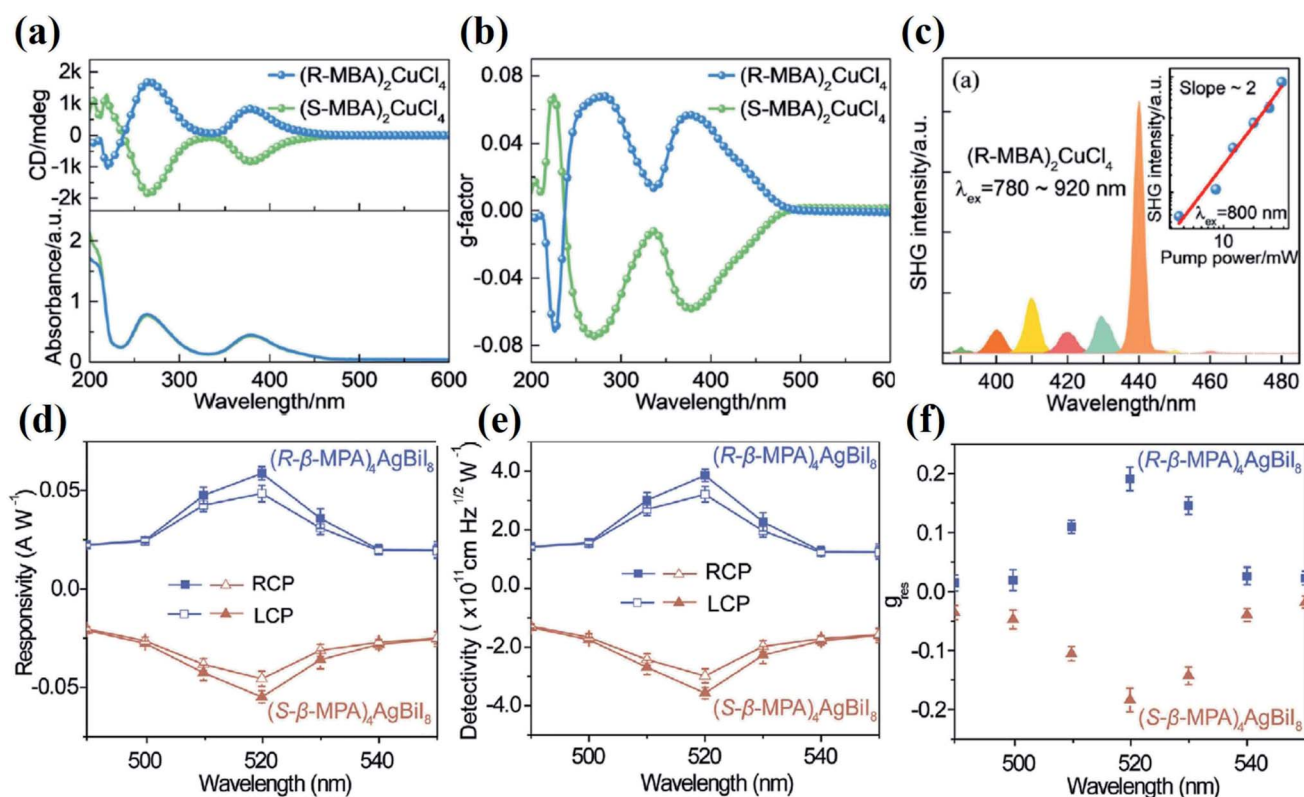 (a)
CD/mdeg
2k
1k
0
-1k
-2k
(R-MBA)₂CuCl₄
(S-MBA)₂CuCl₄
Absorbance/a.u.
2
1
0
200 300 400 500 600
Wavelength/nm
(b)
g-factor
0.08
0.04
0.00
-0.04
-0.08
(R-MBA)₂CuCl₄
(S-MBA)₂CuCl₄
200 300 400 500 600
Wavelength/nm
(c)
(a)
SHG intensity/a.u.
(R-MBA)₂CuCl₄
λex=780 ~ 920 nm
SHG intensity/a.u.
Slope ~ 2
λex=800 nm
10
Pump power/mW
400 420 440 460 480
Wavelength/nm
(d)
Responsivity (A W⁻¹)
0.05
0.0
-0.05
(R-β-MPA)₄AgBiI₈
RCP
LCP
(S-β-MPA)₄AgBiI₈
500 520 540
Wavelength (nm)
(e)
Detectivity ( x10¹¹ cm Hz¹/² W⁻¹)
4.0
2.0
0.0
-2.0
-4.0
(R-β-MPA)₄AgBiI₈
RCP
LCP
(S-β-MPA)₄AgBiI₈
500 520 540
Wavelength (nm)
(f)
gres
0.2
0.1
0.0
-0.1
-0.2
(R-β-MPA)₄AgBiI₈
(S-β-MPA)₄AgBiI₈
500 520 540
Wavelength (nm)